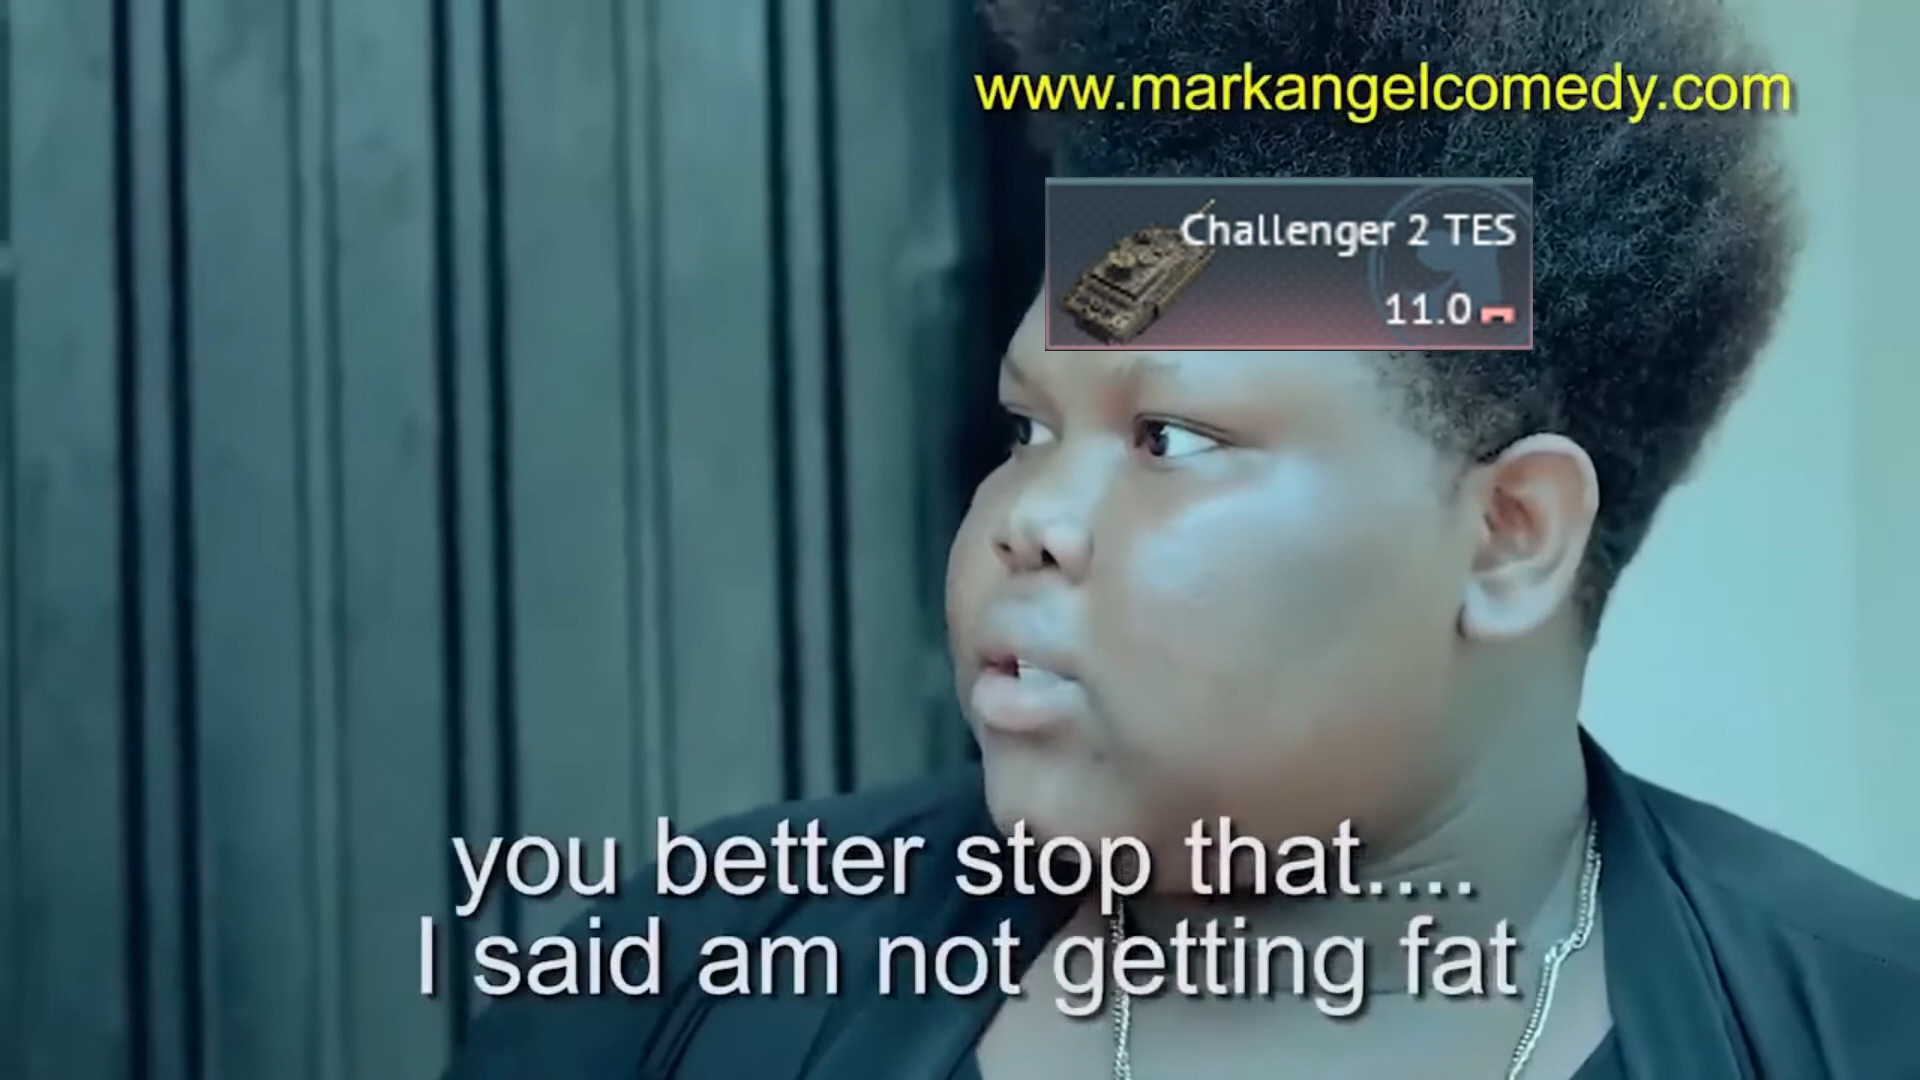 www.markangelcomedy.com
Challenger 2 TES
11.0
you better stop that....
I said am not getting fat